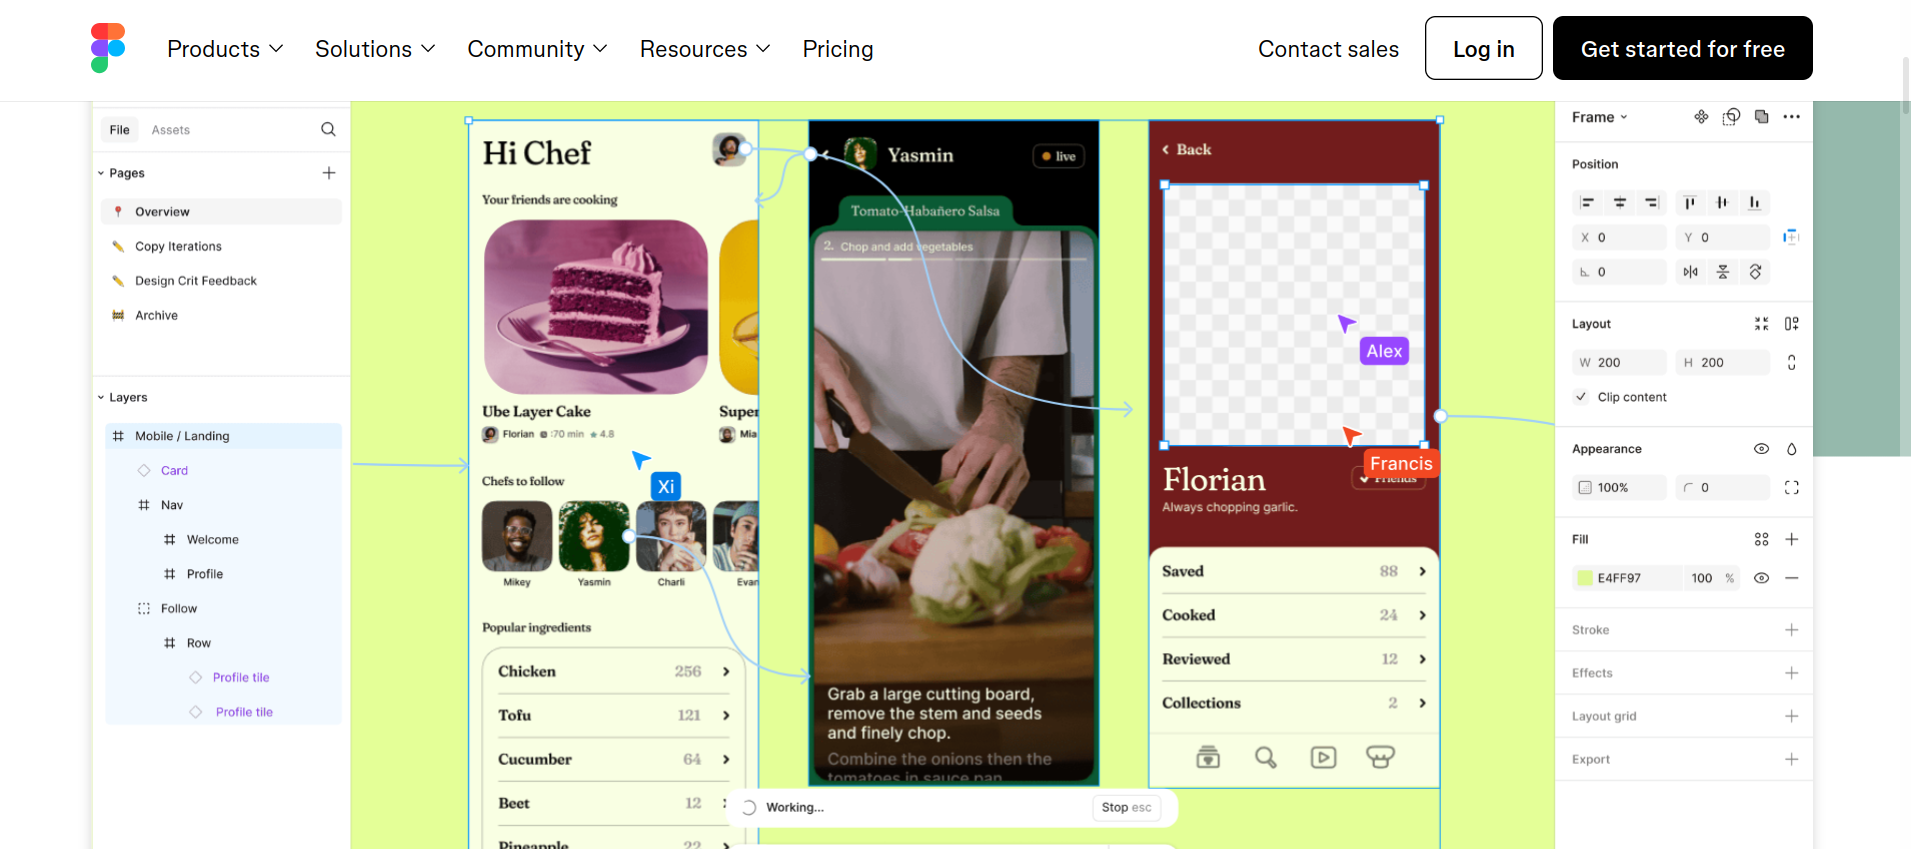 Products
Solutions
Community
Resources
Pricing
Contact sales
Log in
Get started for free
File
Assets
Pages
Overview
Copy Iterations
Design Crit Feedback
Archive
Layers
Mobile / Landing
Card
Nav
Welcome
Profile
Follow
Row
Profile tile
Profile tile
Hi Chef
Your friends are cooking
Ube Layer Cake
Super
Florian
:70 min
4.8
Mia
Xi
Chefs to follow
Mikey
Yasmin
Charli
Evan
Popular ingredients
Chicken 256
Tofu 121
Cucumber 64
Beet 12
Pineapple 22
Yasmin
live
Tomato-Habañero Salsa
2. Chop and add vegetables
Grab a large cutting board,
remove the stem and seeds
and finely chop.
Combine the onions then the
tomatoes in sauce pan
Working...
Stop esc
Back
Alex
Francis
Florian
Friends
Always chopping garlic.
Saved 88
Cooked 24
Reviewed 12
Collections 2
Frame
Position
X 0
Y 0
0
Layout
W 200
H 200
Clip content
Appearance
100%
0
Fill
E4FF97 100 %
Stroke
Effects
Layout grid
Export